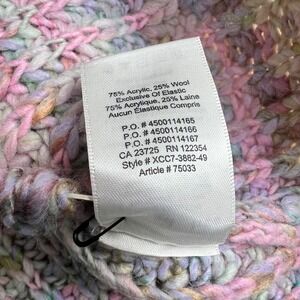 75% Acrylic, 25% Wool
Exclusive Of Elastic
75% Acrylique, 25% Laine
Aucun Elastique Compris
P.O. # 4500114165
P.O. # 4500114166
P.O. # 4500114167
CA 23725 RN 122354
Style # XCC7-3882-49
Article # 75033